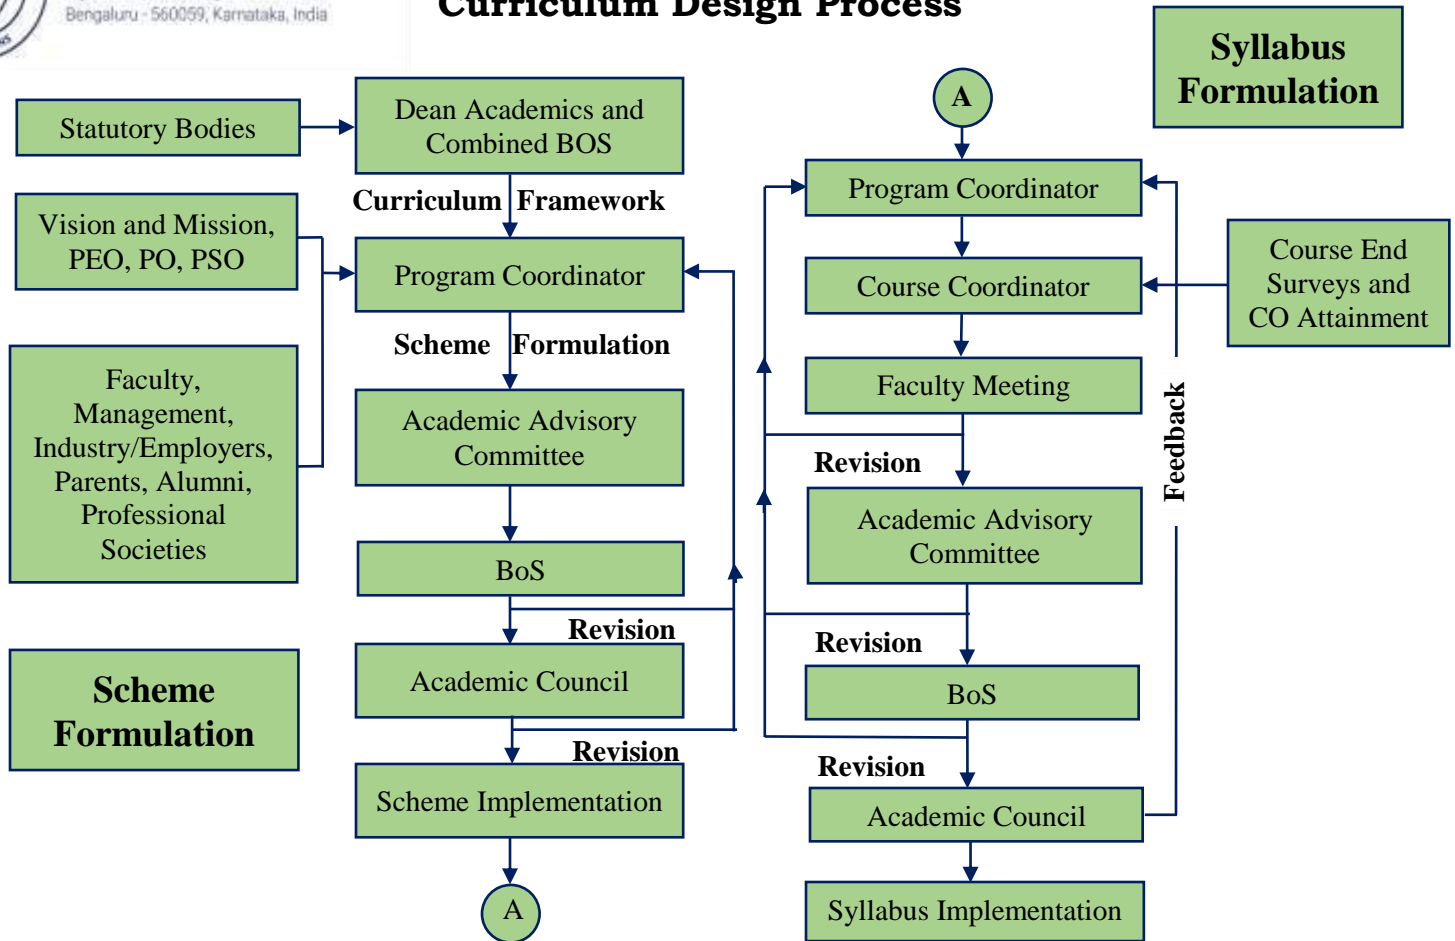 Bengaluru - 560059, Karnataka, India
Curriculum Design Process
Syllabus
Formulation
Statutory Bodies
Dean Academics and
Combined BOS
Curriculum Framework
Vision and Mission,
PEO, PO, PSO
Program Coordinator
Scheme Formulation
Faculty,
Management,
Industry/Employers,
Parents, Alumni,
Professional
Societies
Academic Advisory
Committee
BoS
Revision
Scheme
Formulation
Academic Council
Revision
Scheme Implementation
A
A
Program Coordinator
Course Coordinator
Course End
Surveys and
CO Attainment
Faculty Meeting
Feedback
Revision
Academic Advisory
Committee
Revision
BoS
Revision
Academic Council
Syllabus Implementation